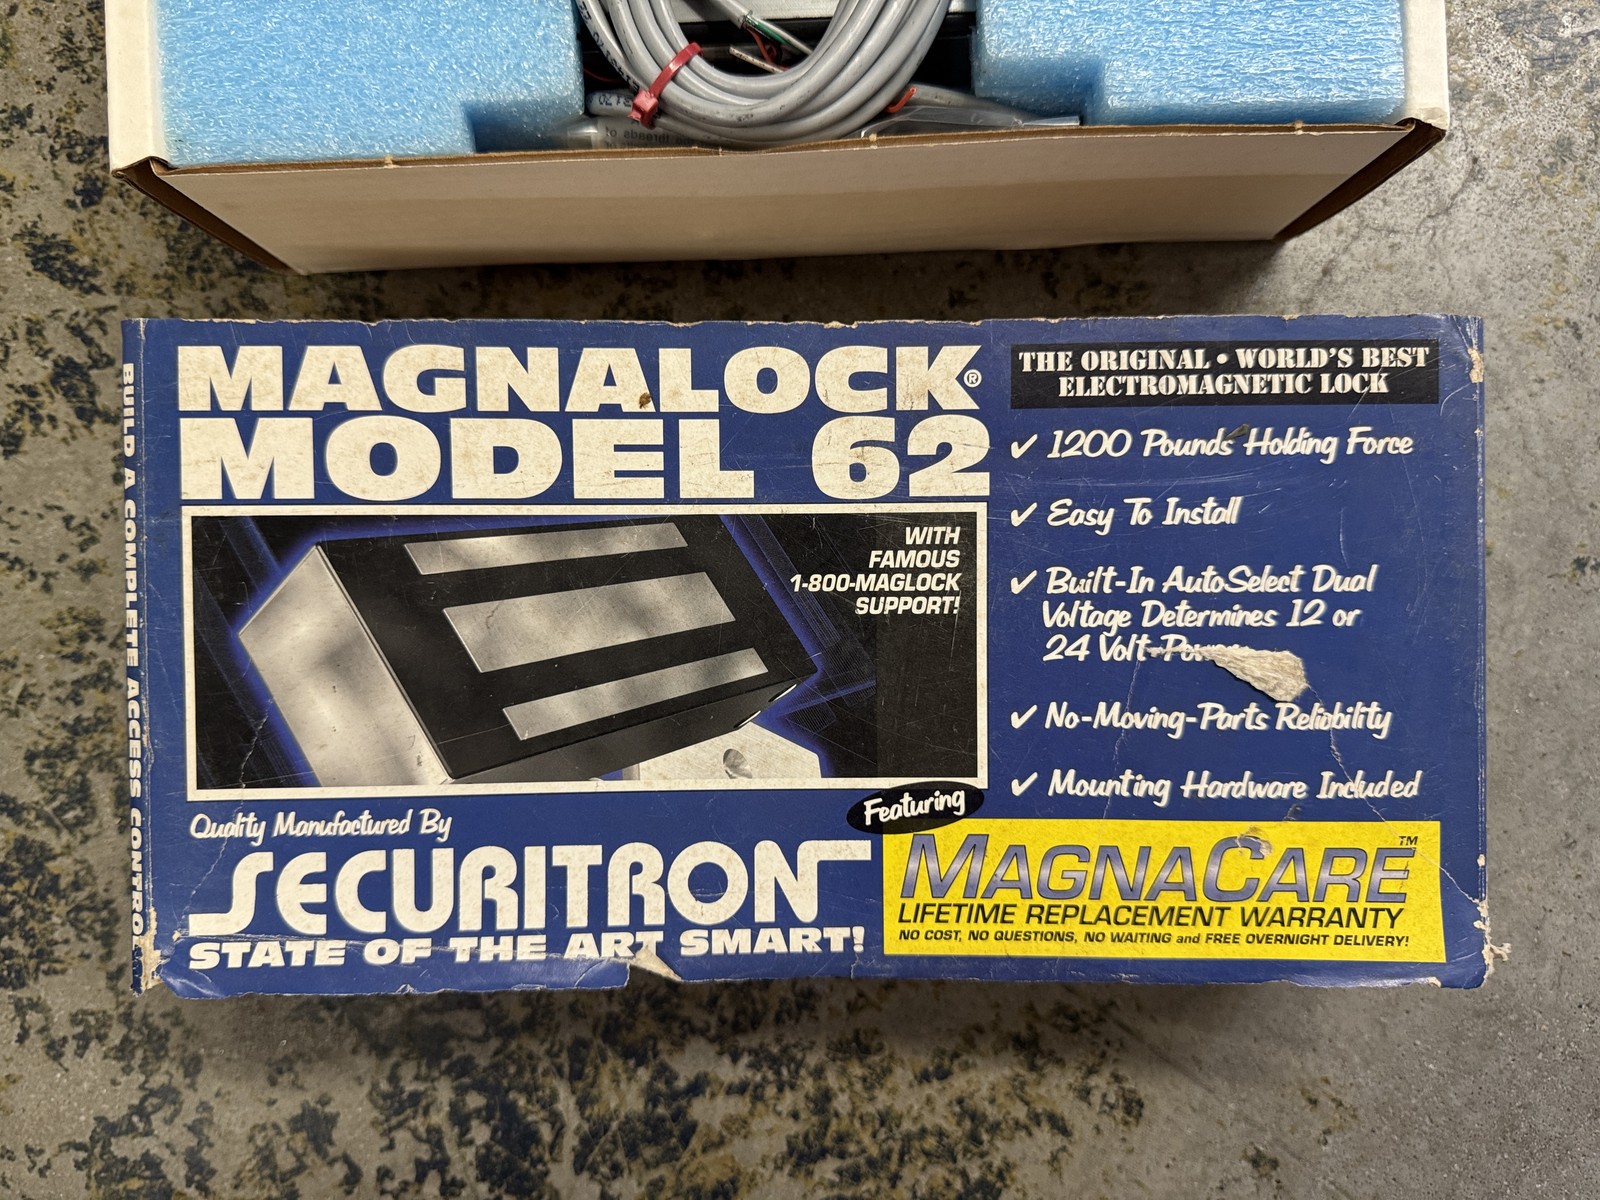 MAGNALOCK®
MODEL 62
WITH
FAMOUS
1-800-MAGLOCK
SUPPORT!
Quality Manufactured By
SECURITRON
STATE OF THE ART SMART!
THE ORIGINAL • WORLD'S BEST
ELECTROMAGNETIC LOCK
✓ 1200 Pounds Holding Force
✓ Easy To Install
✓ Built-In AutoSelect Dual
Voltage Determines 12 or
24 Volt
✓ No-Moving-Parts Reliability
✓ Mounting Hardware Included
Featuring
MAGNACARE™
LIFETIME REPLACEMENT WARRANTY
NO COST, NO QUESTIONS, NO WAITING and FREE OVERNIGHT DELIVERY!
BUILD A COMPLETE ACCESS CONTROL